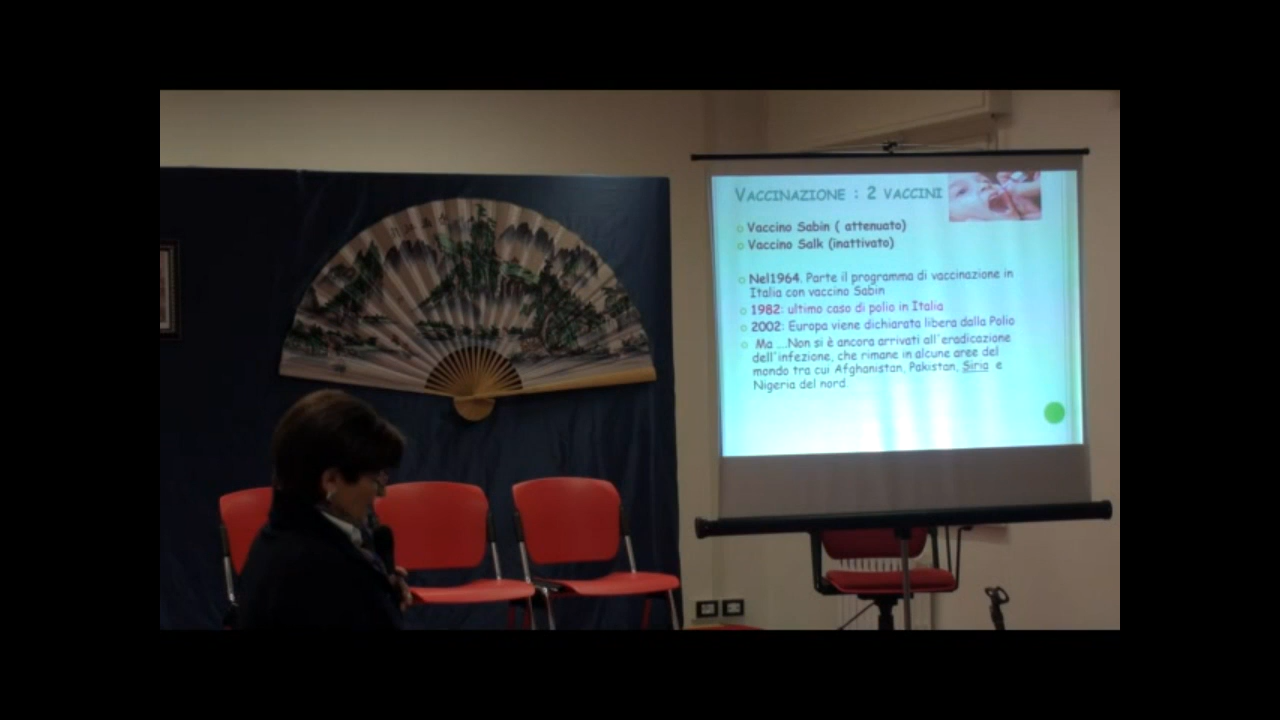 VACCINAZIONE : 2 VACCINI
Vaccino Sabin ( attenuato)
Vaccino Salk (inattivato)
Nel1964. Parte il programma di vaccinazione in
Italia con vaccino Sabin
1982: ultimo caso di polio in Italia
2002: Europa viene dichiarata libera dalla Polio
Ma ...Non si è ancora arrivati all'eradicazione
dell'infezione, che rimane in alcune aree del
mondo tra cui Afghanistan, Pakistan, Siria e
Nigeria del nord.